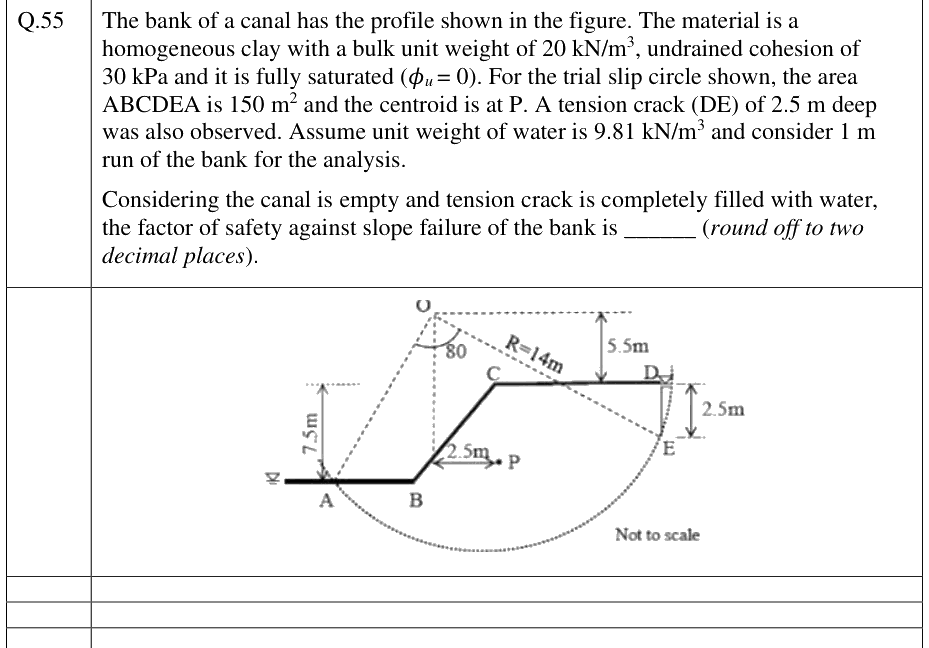 Q.55 The bank of a canal has the profile shown in the figure. The material is a
homogeneous clay with a bulk unit weight of 20 kN/m³, undrained cohesion of
30 kPa and it is fully saturated (ϕᵤ = 0). For the trial slip circle shown, the area
ABCDEA is 150 m² and the centroid is at P. A tension crack (DE) of 2.5 m deep
was also observed. Assume unit weight of water is 9.81 kN/m³ and consider 1 m
run of the bank for the analysis.
Considering the canal is empty and tension crack is completely filled with water,
the factor of safety against slope failure of the bank is ______ (round off to two
decimal places).
O
80
R=14m
5.5m
C
D
2.5m
7.5m
2.5m
P
E
A
B
Not to scale